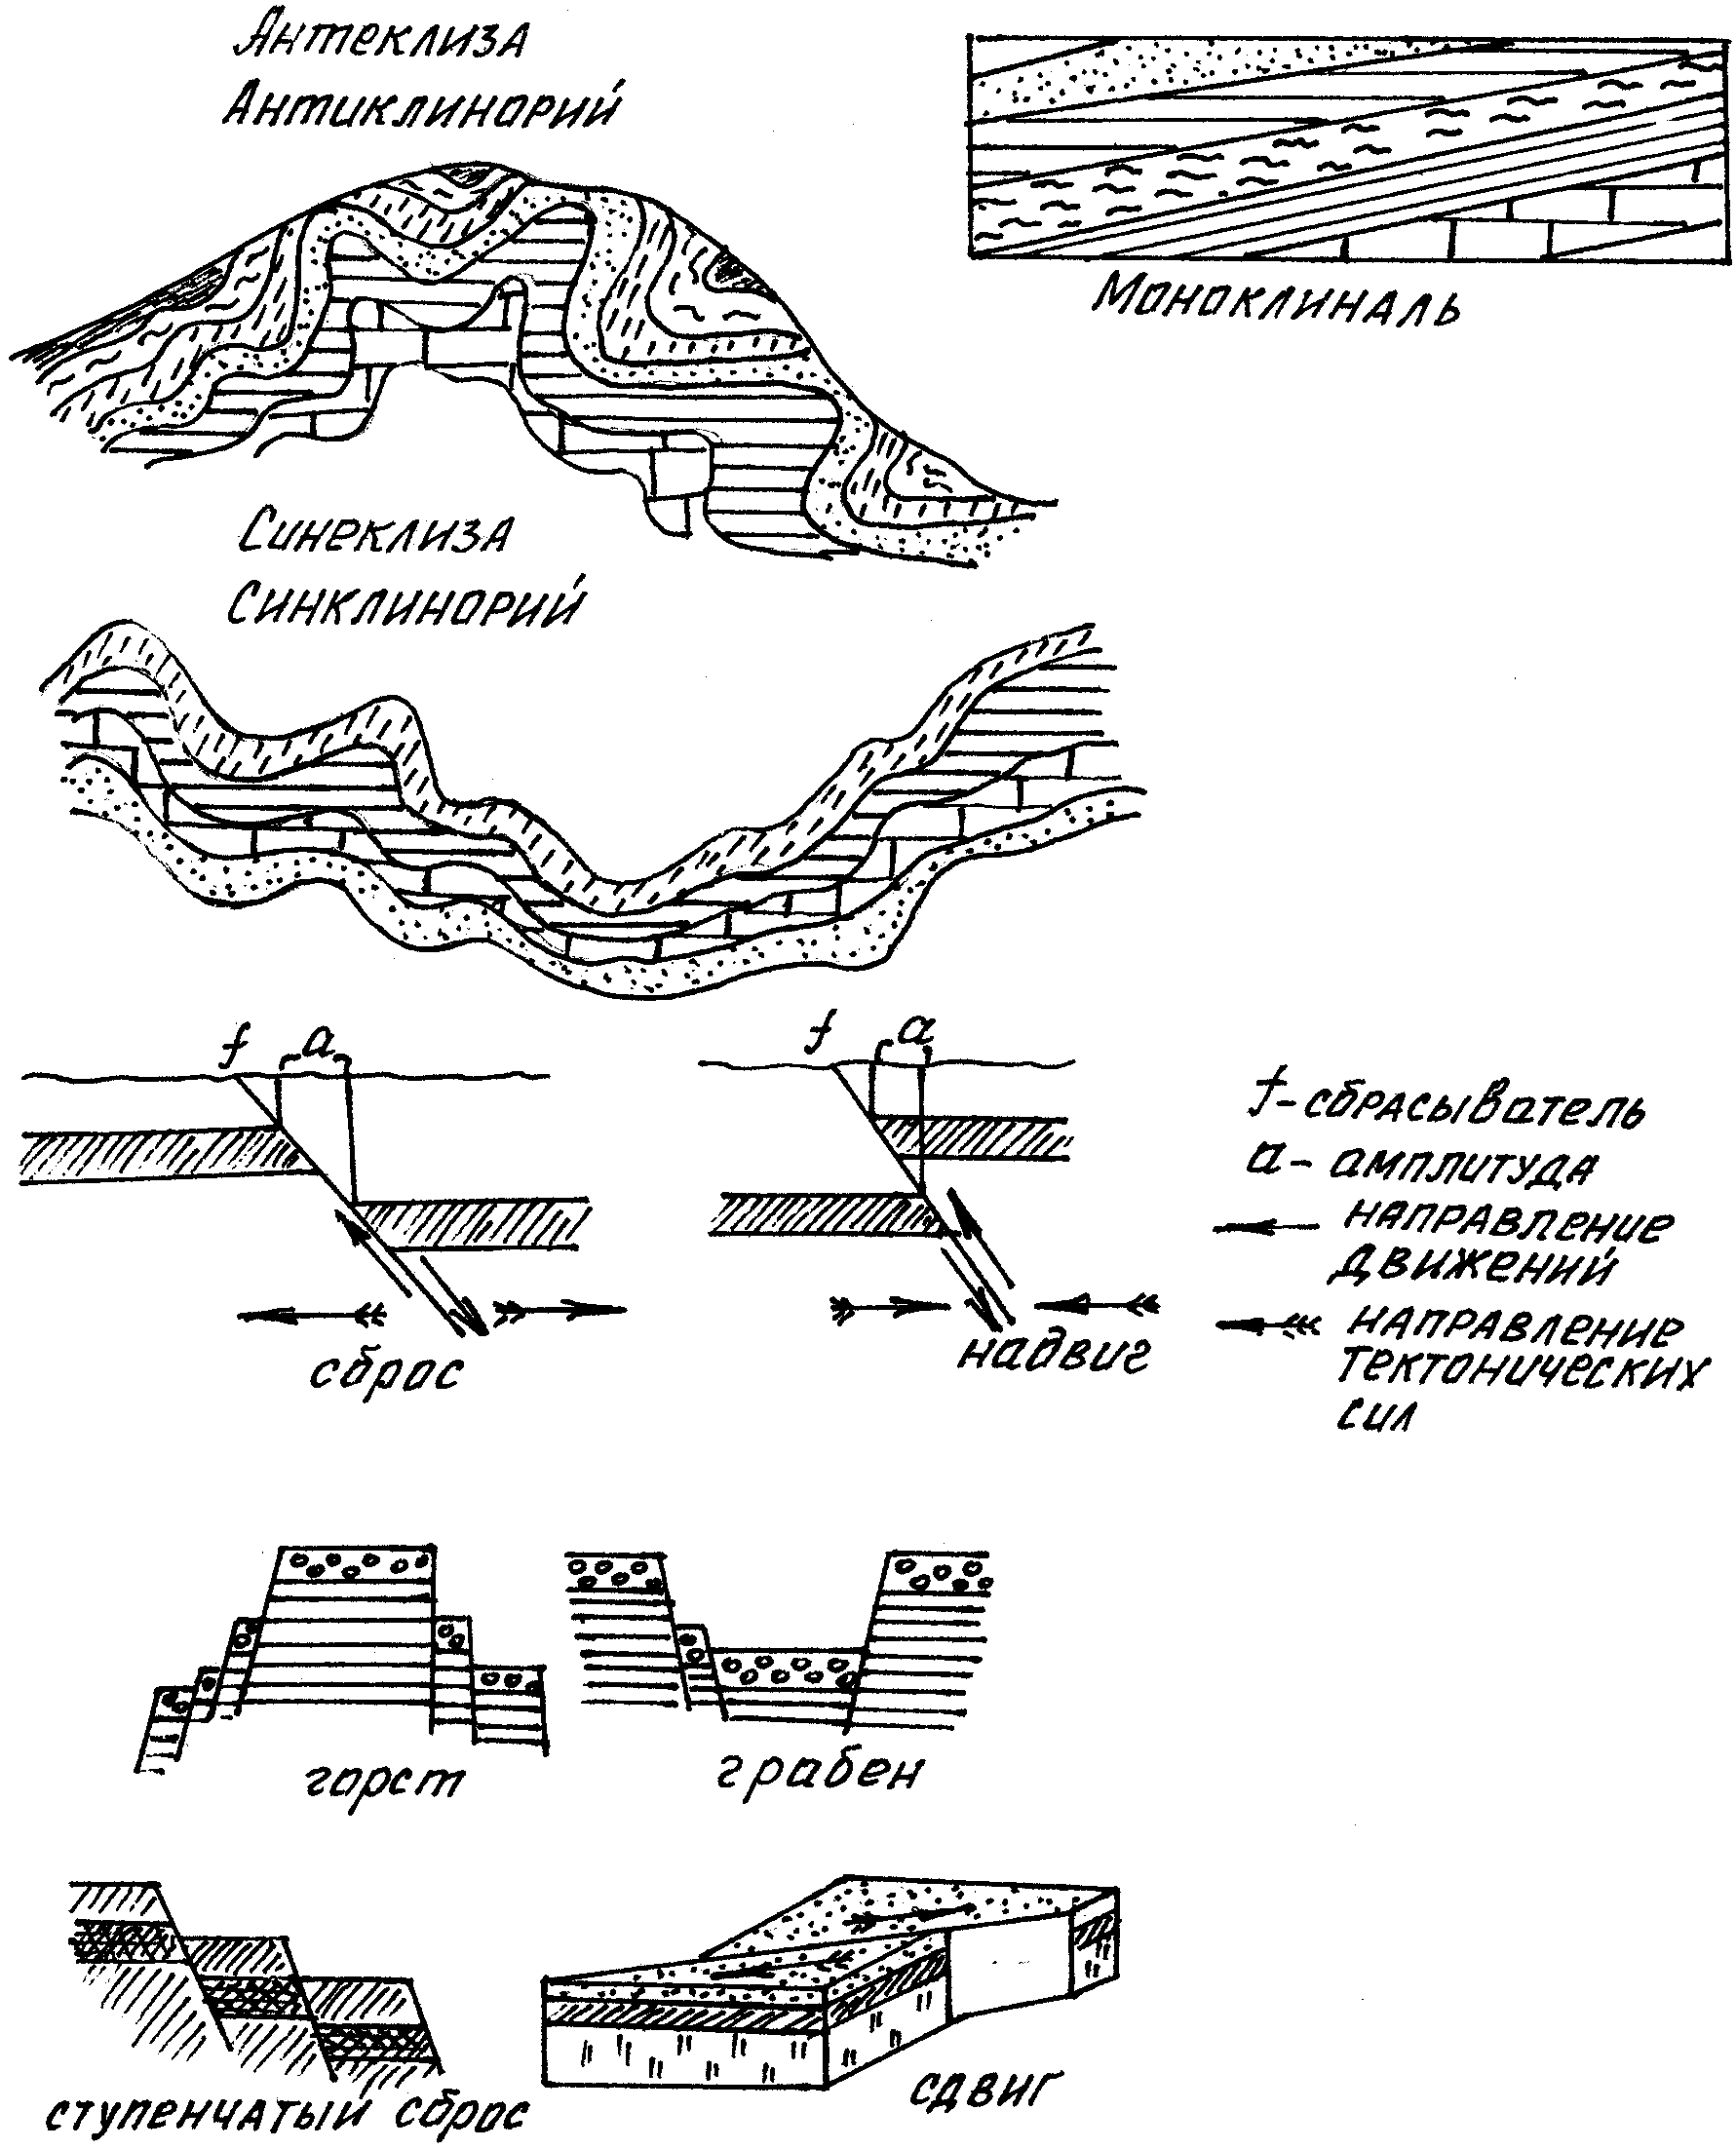 Антеклиза
Антиклинорий
Моноклиналь
Синеклиза
Синклинорий
f
a
f
a
f - сбрасыватель
a - амплитуда
направление
движений
направление
тектонических
сил
сброс
надвиг
горст
грабен
ступенчатый сброс
сдвиг